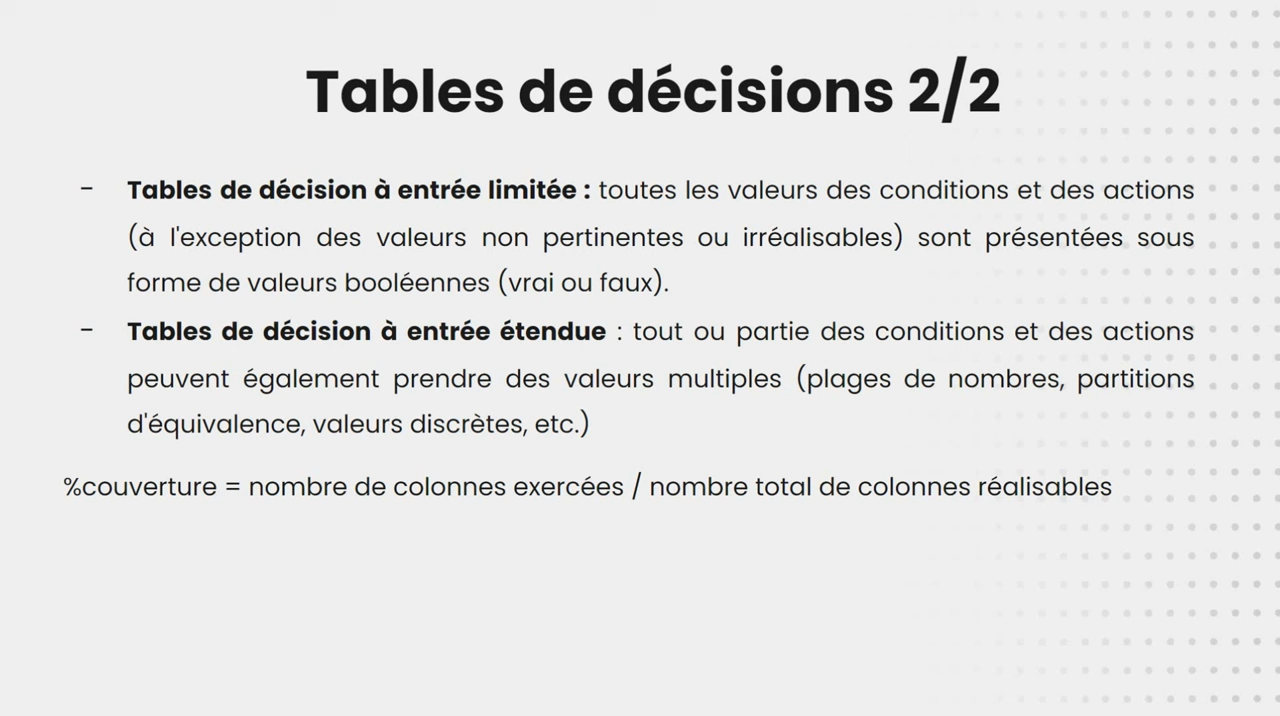 Tables de décisions 2/2
- Tables de décision à entrée limitée : toutes les valeurs des conditions et des actions
(à l'exception des valeurs non pertinentes ou irréalisables) sont présentées sous
forme de valeurs booléennes (vrai ou faux).
- Tables de décision à entrée étendue : tout ou partie des conditions et des actions
peuvent également prendre des valeurs multiples (plages de nombres, partitions
d'équivalence, valeurs discrètes, etc.)
%couverture = nombre de colonnes exercées / nombre total de colonnes réalisables